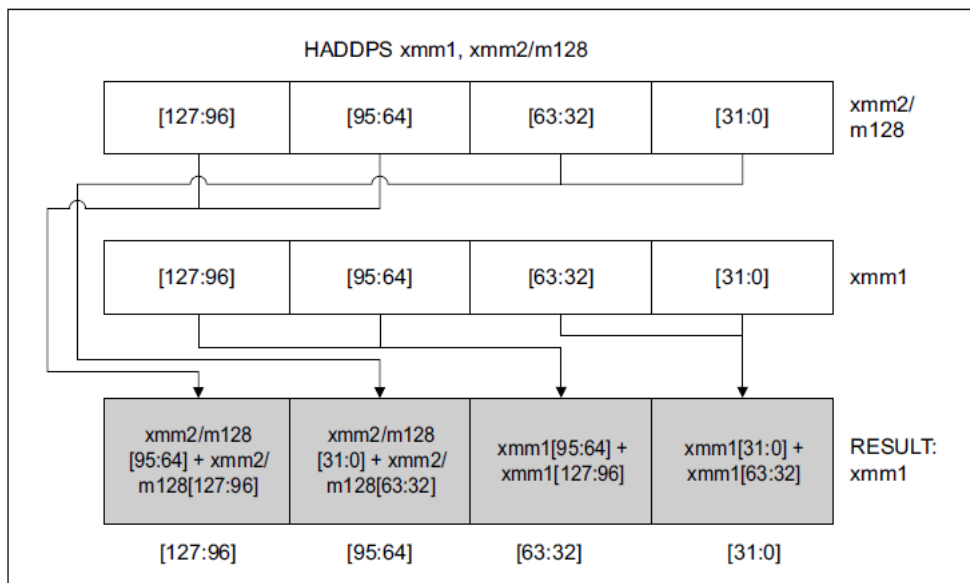 HADDPS xmm1, xmm2/m128
[127:96] [95:64] [63:32] [31:0]
xmm2/
m128
[127:96] [95:64] [63:32] [31:0] xmm1
xmm2/m128
[95:64] + xmm2/
m128[127:96]
xmm2/m128
[31:0] + xmm2/
m128[63:32]
xmm1[95:64] +
xmm1[127:96]
xmm1[31:0] +
xmm1[63:32]
RESULT:
xmm1
[127:96] [95:64] [63:32] [31:0]